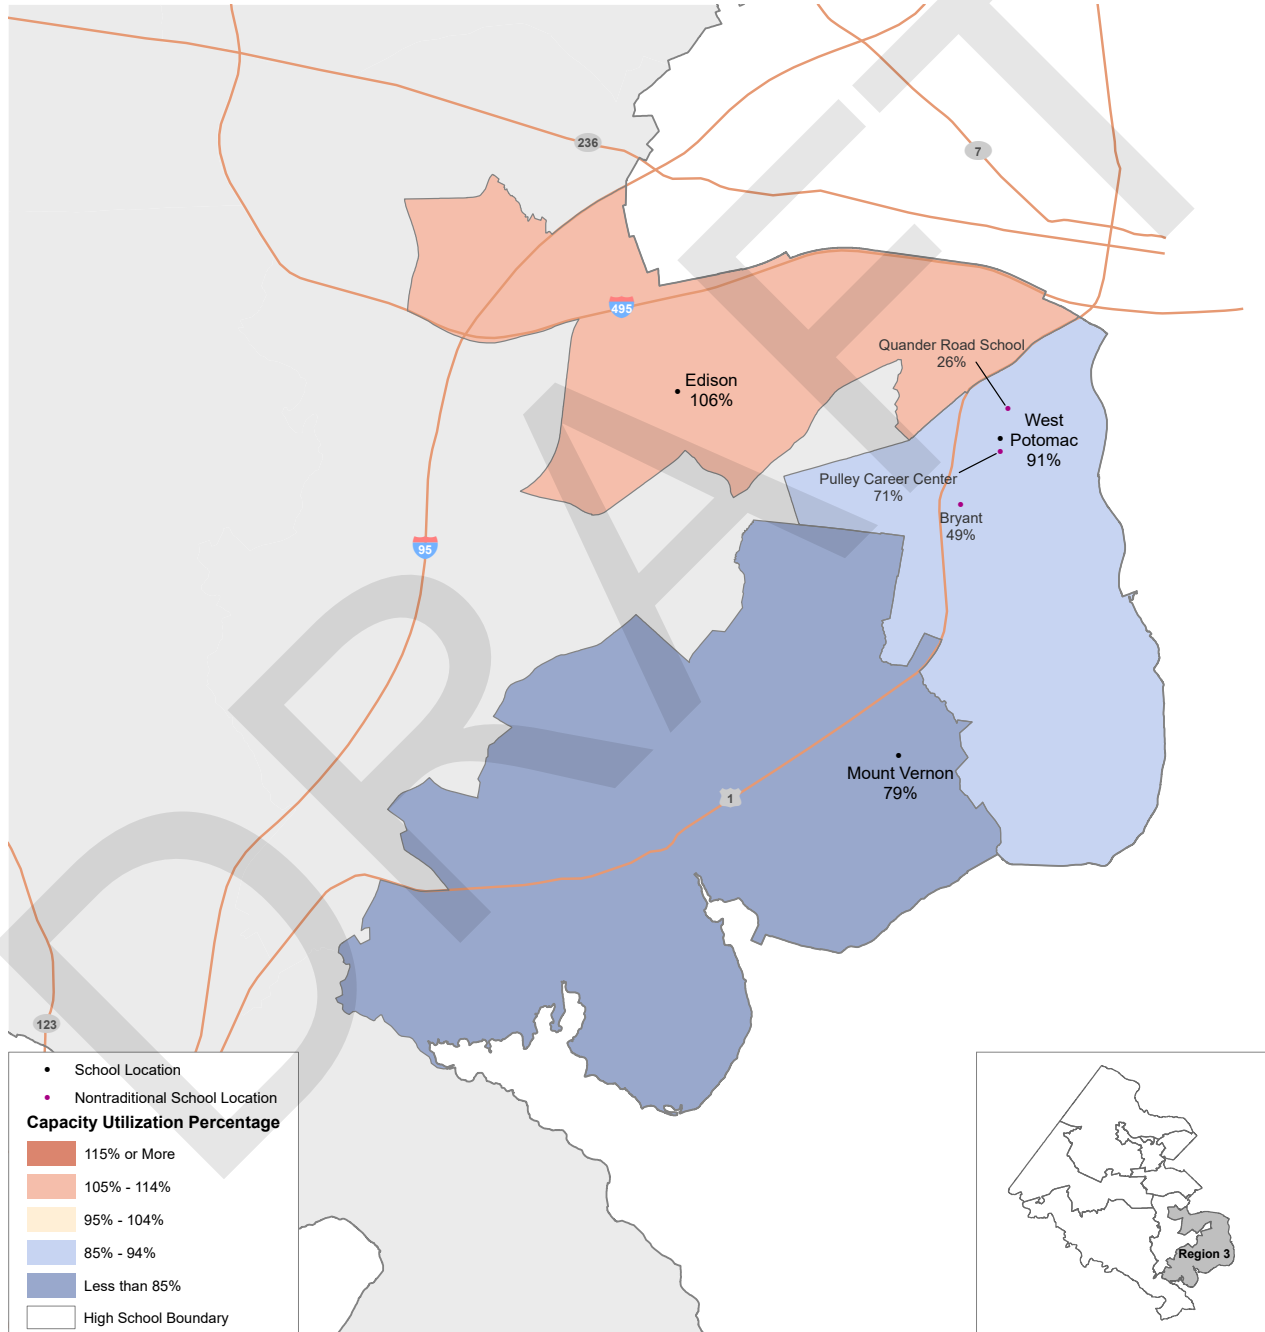 236
7
495
Quander Road School
26%
Edison
106%
West
Potomac
91%
Pulley Career Center
71%
Bryant
49%
95
Mount Vernon
79%
1
123
DRAFT
School Location
Nontraditional School Location
Capacity Utilization Percentage
115% or More
105% - 114%
95% - 104%
85% - 94%
Less than 85%
High School Boundary
Region 3